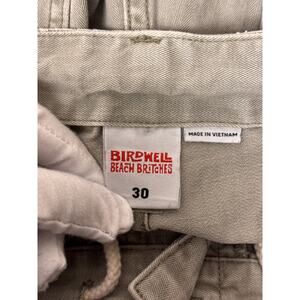 BIRDWELL
BEACH BRITCHES
30
MADE IN VIETNAM